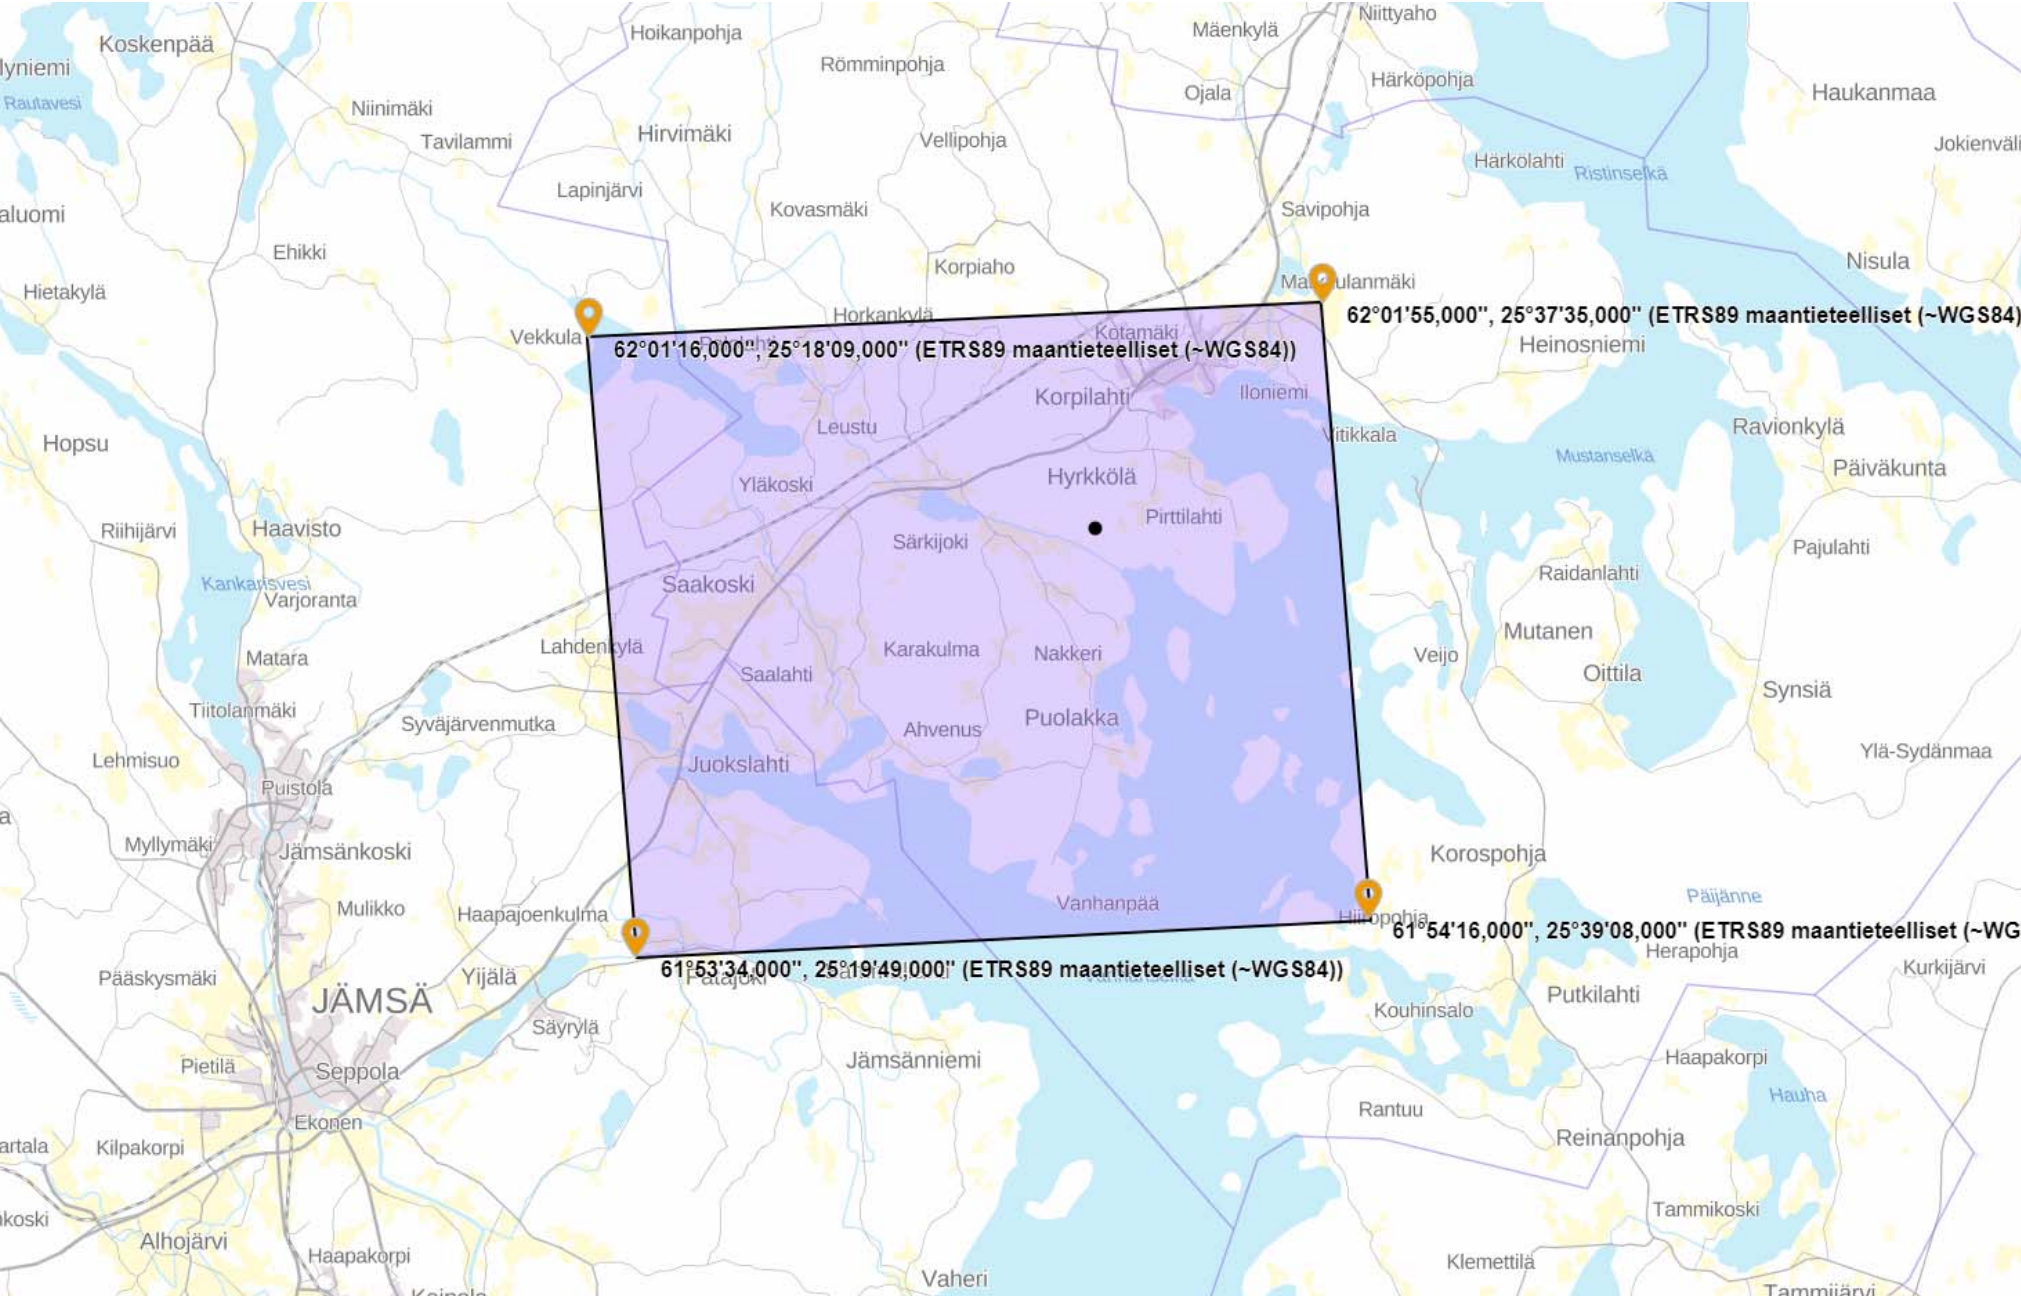 Niittyaho
Mäenkylä
Hoikanpohja
Koskenpää
Römminpohja
lyniemi
Härköpohja
Ojala
Haukanmaa
Rautavesi
Niinimäki
Hirvimäki
Tavilammi
Vellipohja
Jokienväli
Härkölahti
Ristinselkä
Lapinjärvi
Kovasmäki
Savipohja
aluomi
Ehikki
Nisula
Korpiaho
Hietakylä
Horkankylä
62°01'55,000", 25°37'35,000" (ETRS89 maantieteelliset (~WGS84)
Vekkula
Kotamäki
Heinosniemi
62°01'16,000", 25°18'09,000" (ETRS89 maantieteelliset (~WGS84))
Korpilahti
Iloniemi
Leustu
Vitikkala
Ravionkylä
Hopsu
Mustanselkä
Päiväkunta
Hyrkkölä
Yläkoski
Pirttilahti
Riihijärvi
Haavisto
Särkijoki
Pajulahti
Raidanlahti
Kankarisvesi
Saakoski
Varjoranta
Mutanen
Lahdenkylä
Karakulma
Nakkeri
Veijo
Matara
Oittila
Saalahti
Synsiä
Tiitolanmäki
Syväjärvenmutka
Puolakka
Ahvenus
Ylä-Sydänmaa
Lehmisuo
Juokslahti
Puistola
Myllymäki
Jämsänkoski
Korospohja
Päijänne
Vanhanpää
Mulikko
Haapajoenkulma
61°54'16,000", 25°39'08,000" (ETRS89 maantieteelliset (~WG
Herapohja
Kurkijärvi
61°53'34,000", 25°19'49,000" (ETRS89 maantieteelliset (~WGS84))
Patajoki
Pääskysmäki
Yijälä
Putkilahti
JÄMSÄ
Kouhinsalo
Säyrylä
Jämsänniemi
Haapakorpi
Pietilä
Seppola
Hauha
Rantuu
Ekonen
Reinanpohja
artala
Kilpakorpi
Tammikoski
koski
Alhojärvi
Haapakorpi
Klemettilä
Vaheri
Tammijärvi